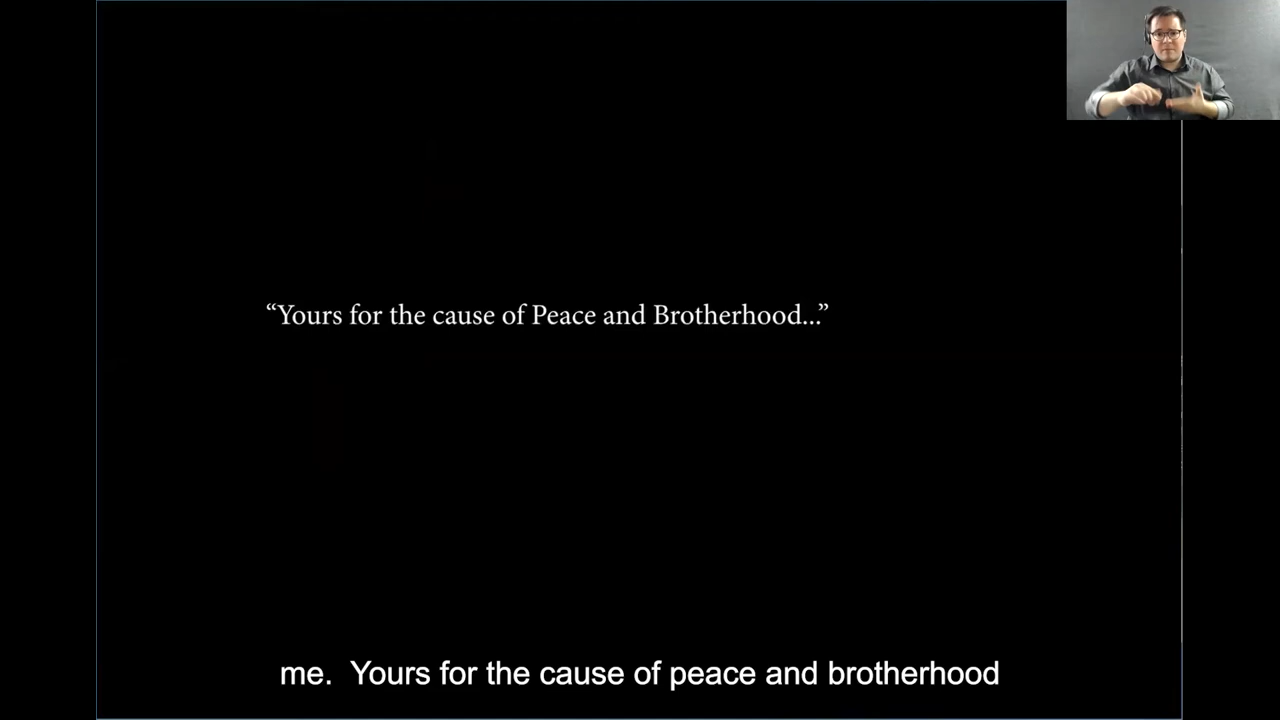 “Yours for the cause of Peace and Brotherhood...”
me.  Yours for the cause of peace and brotherhood